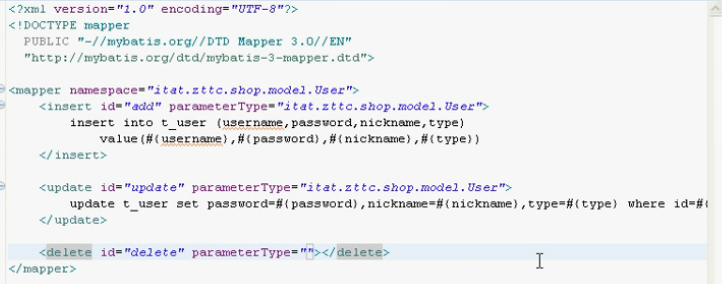 <?xml version="1.0" encoding="UTF-8"?>
<!DOCTYPE mapper
PUBLIC "-//mybatis.org//DTD Mapper 3.0//EN"
"http://mybatis.org/dtd/mybatis-3-mapper.dtd">
<mapper namespace="itat.zttc.shop.model.User">
<insert id="add" parameterType="itat.zttc.shop.model.User">
insert into t_user (username,password,nickname,type)
value(#{username},#{password},#{nickname},#{type})
</insert>
<update id="update" parameterType="itat.zttc.shop.model.User">
update t_user set password=#{password},nickname=#{nickname},type=#{type} where id=#{
</update>
<delete id="delete" parameterType=""></delete>
</mapper>